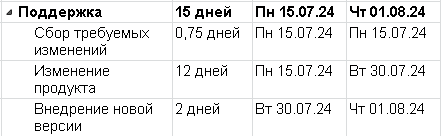 Поддержка 15 дней Пн 15.07.24 Чт 01.08.24
Сбор требуемых 0,75 дней Пн 15.07.24 Пн 15.07.24
изменений
Изменение 12 дней Пн 15.07.24 Вт 30.07.24
продукта
Внедрение новой 2 дней Вт 30.07.24 Чт 01.08.24
версии